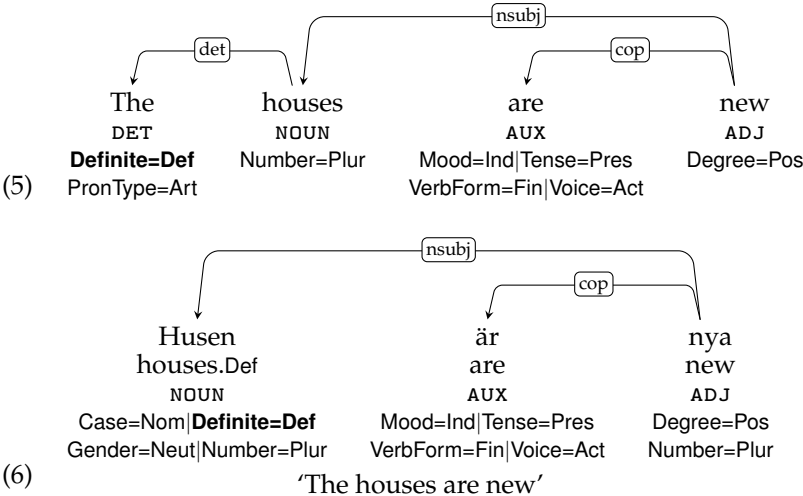 nsubj
det
cop
The houses are new
DET NOUN AUX ADJ
Definite=Def Number=Plur Mood=Ind|Tense=Pres Degree=Pos
(5) PronType=Art VerbForm=Fin|Voice=Act
nsubj
cop
Husen är nya
houses.Def are new
NOUN AUX ADJ
Case=Nom|Definite=Def Mood=Ind|Tense=Pres Degree=Pos
Gender=Neut|Number=Plur VerbForm=Fin|Voice=Act Number=Plur
(6) ‘The houses are new’